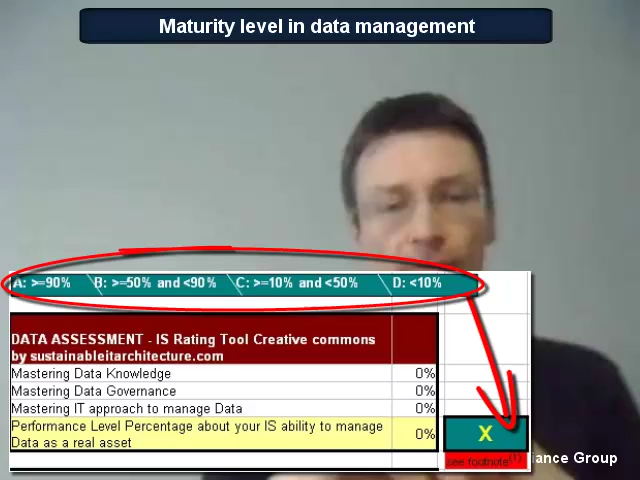 Maturity level in data management
A: >=90% B: >=50% and <90% C: >=10% and <50% D: <10%
DATA ASSESSMENT - IS Rating Tool Creative commons
by sustainableitarchitecture.com
Mastering Data Knowledge 0%
Mastering Data Governance 0%
Mastering IT approach to manage Data 0%
Performance Level Percentage about your IS ability to manage
Data as a real asset 0% X
see footnote(1)
iance Group